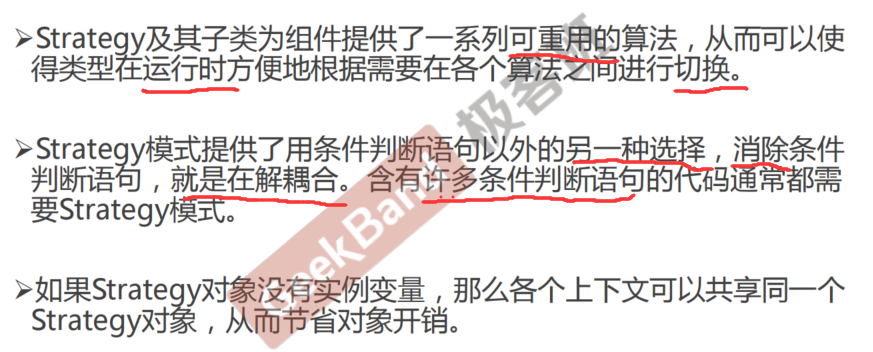 ➢Strategy及其子类为组件提供了一系列可重用的算法，从而可以使
得类型在运行时方便地根据需要在各个算法之间进行切换。
➢Strategy模式提供了用条件判断语句以外的另一种选择，消除条件
判断语句，就是在解耦合。含有许多条件判断语句的代码通常都需
要Strategy模式。
➢如果Strategy对象没有实例变量，那么各个上下文可以共享同一个
Strategy对象，从而节省对象开销。
GeekBand 极客班